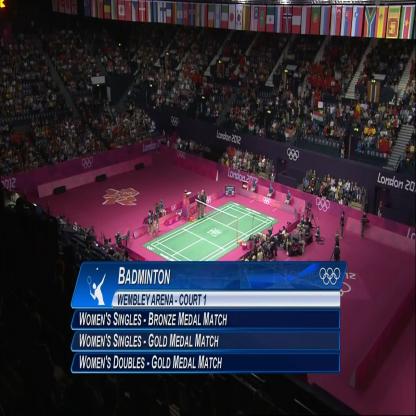 London 2012
London 2012
London 2012
BADMINTON
WEMBLEY ARENA - COURT 1
WOMEN'S SINGLES - BRONZE MEDAL MATCH
WOMEN'S SINGLES - GOLD MEDAL MATCH
WOMEN'S DOUBLES - GOLD MEDAL MATCH